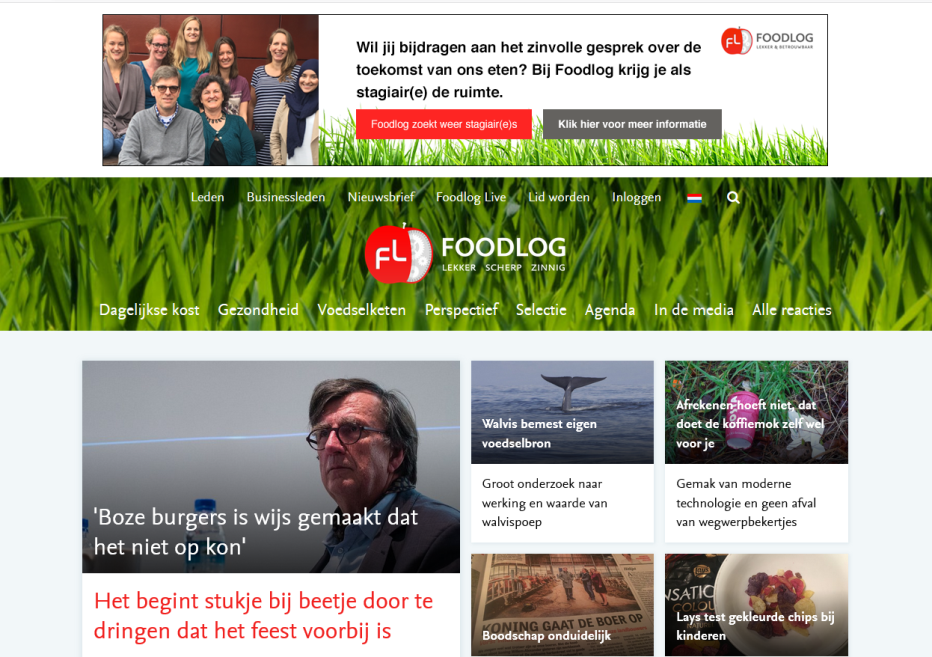 Wil jij bijdragen aan het zinvolle gesprek over de
toekomst van ons eten? Bij Foodlog krijg je als
stagiair(e) de ruimte.
FL FOODLOG
LEKKER & BETROUWBAAR
Foodlog zoekt weer stagiair(e)s
Klik hier voor meer informatie
Leden Businessleden Nieuwsbrief Foodlog Live Lid worden Inloggen
FL FOODLOG
LEKKER SCHERP ZINNIG
Dagelijkse kost Gezondheid Voedselketen Perspectief Selectie Agenda In de media Alle reacties
'Boze burgers is wijs gemaakt dat
het niet op kon'
Het begint stukje bij beetje door te
dringen dat het feest voorbij is
Walvis bemest eigen
voedselbron
Groot onderzoek naar
werking en waarde van
walvispoep
Afrekenen hoeft niet, dat
doet de koffiemok zelf wel
voor je
Gemak van moderne
technologie en geen afval
van wegwerpbekertjes
KONING GAAT DE BOER OP
Boodschap onduidelijk
Lays test gekleurde chips bij
kinderen